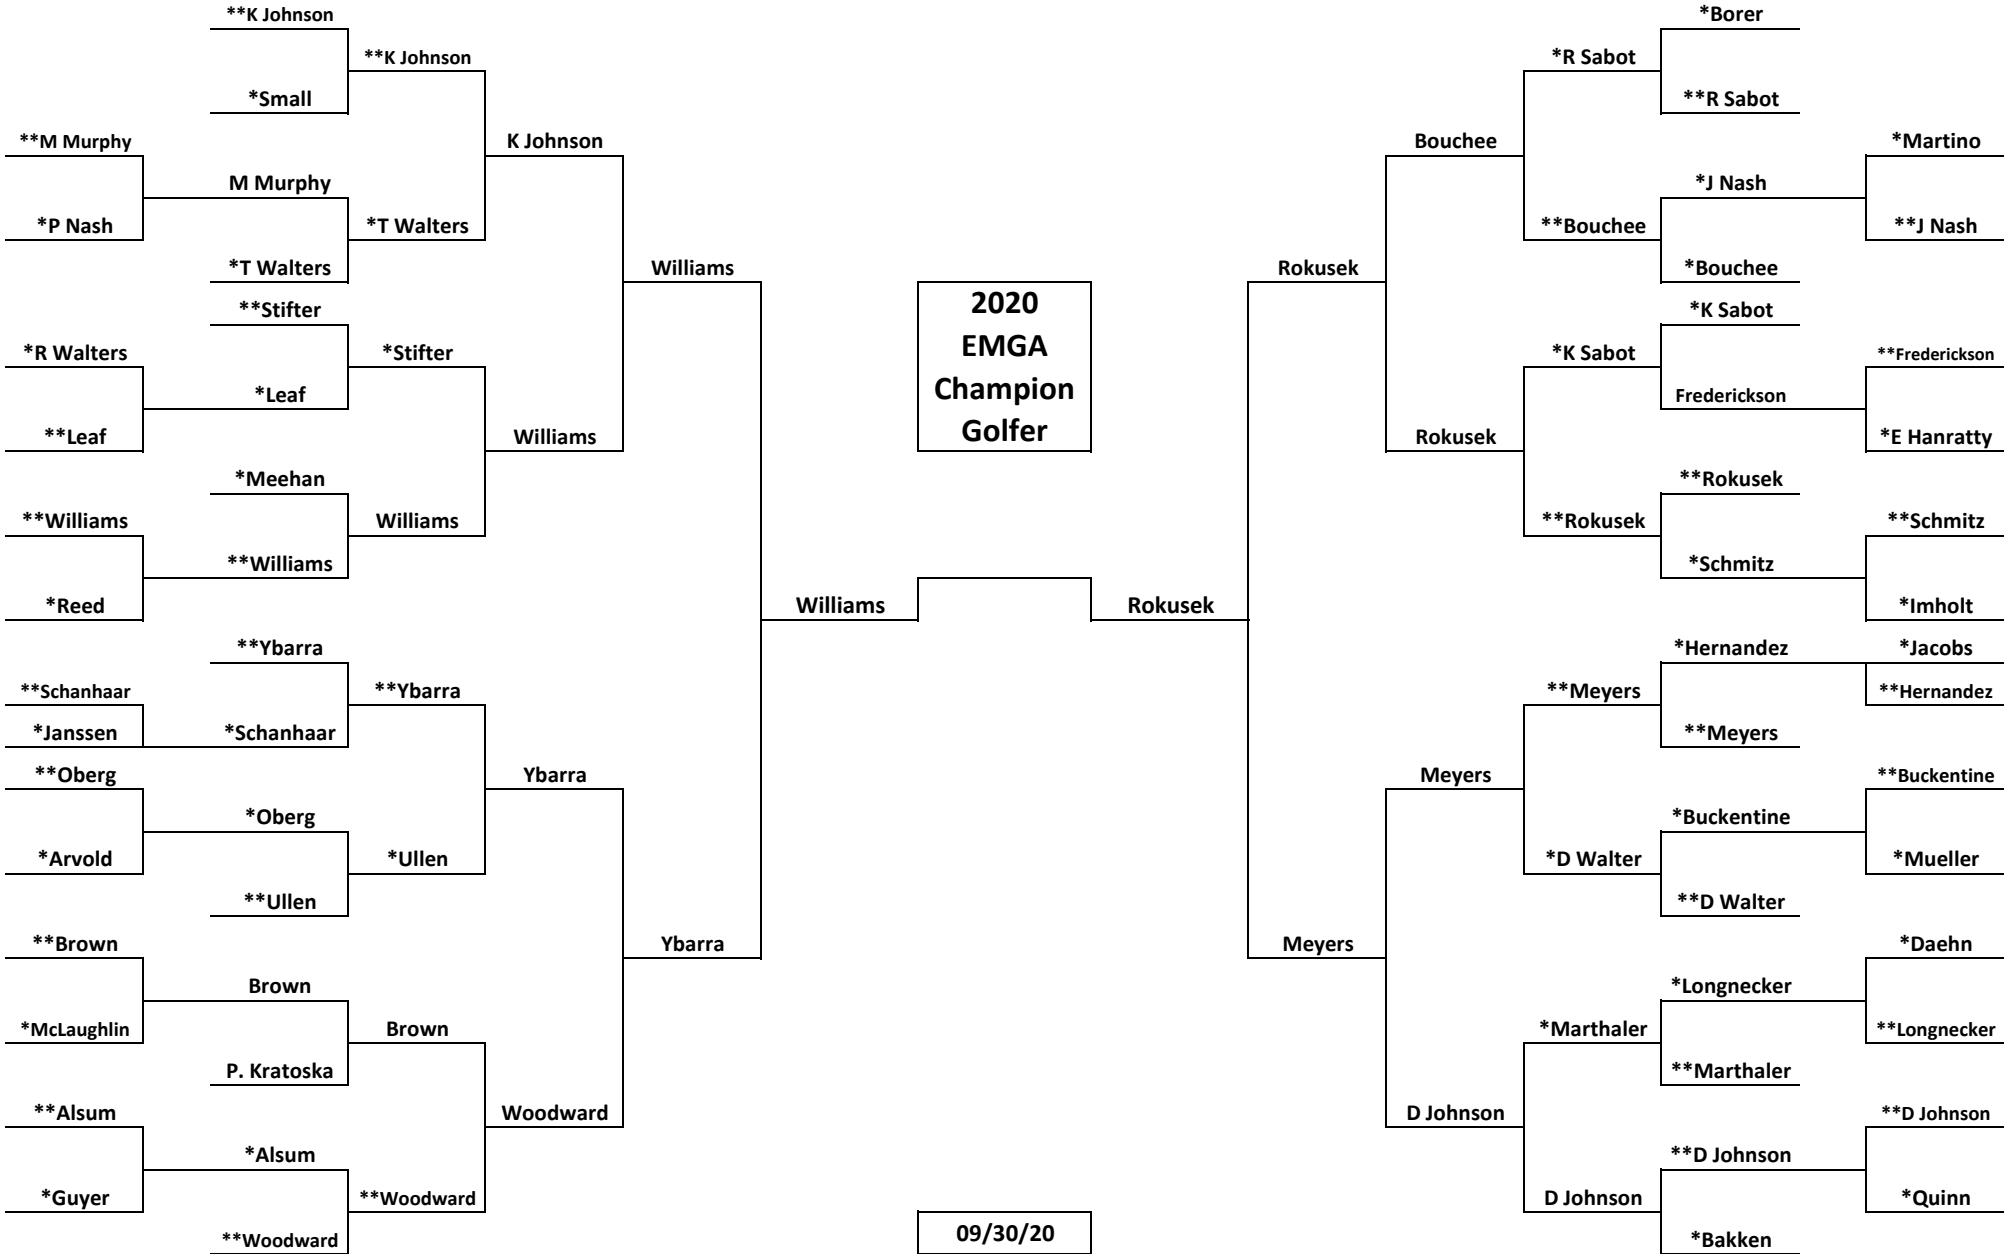 **K Johnson
*Borer
**K Johnson
*R Sabot
*Small
**R Sabot
**M Murphy
K Johnson
Bouchee
*Martino
M Murphy
*J Nash
*P Nash
*T Walters
**Bouchee
**J Nash
*T Walters
Williams
Rokusek
*Bouchee
2020
EMGA
Champion
Golfer
**Stifter
*K Sabot
*R Walters
*Stifter
*K Sabot
**Frederickson
*Leaf
Frederickson
**Leaf
Williams
Rokusek
*E Hanratty
*Meehan
**Rokusek
**Williams
Williams
**Rokusek
**Schmitz
**Williams
*Schmitz
*Reed
Williams
Rokusek
*Imholt
**Ybarra
*Hernandez
*Jacobs
**Schanhaar
**Ybarra
**Meyers
**Hernandez
*Janssen
*Schanhaar
**Meyers
**Oberg
Ybarra
Meyers
**Buckentine
*Oberg
*Buckentine
*Arvold
*Ullen
*D Walter
*Mueller
**Ullen
**D Walter
**Brown
Ybarra
Meyers
*Daehn
Brown
*Longnecker
*McLaughlin
Brown
*Marthaler
**Longnecker
P. Kratoska
**Marthaler
**Alsum
Woodward
D Johnson
**D Johnson
*Alsum
**D Johnson
*Guyer
**Woodward
D Johnson
*Quinn
**Woodward
09/30/20
*Bakken